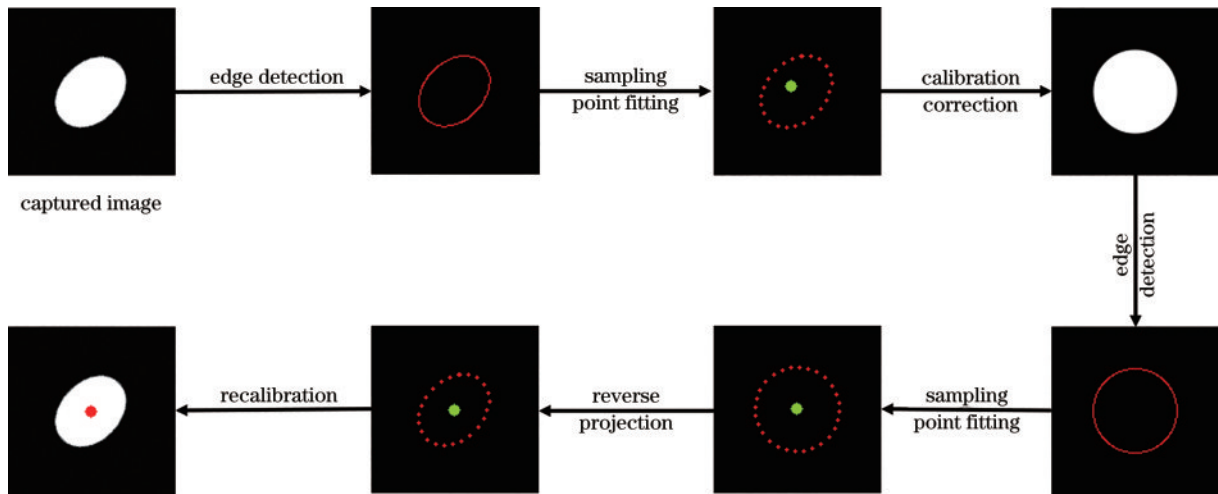 edge detection
sampling
point fitting
calibration
correction
captured image
edge
detection
recalibration
reverse
projection
sampling
point fitting